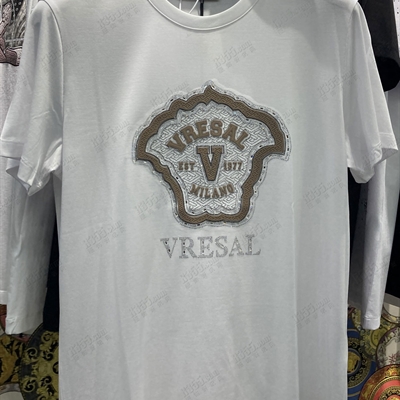 VRESAL
V
EST 1977
MILANO
VRESAL